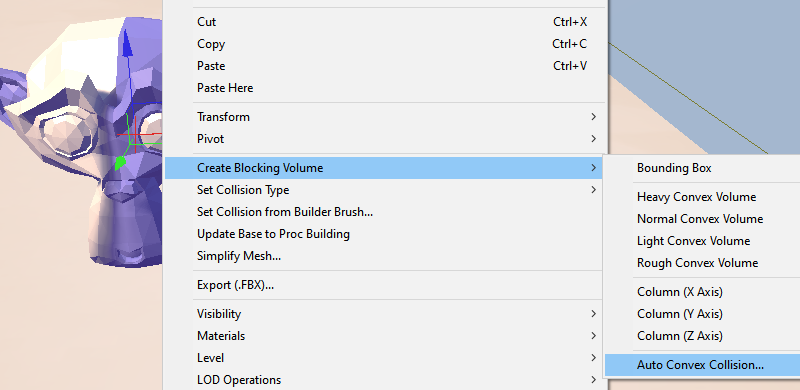 Cut Ctrl+X
Copy Ctrl+C
Paste Ctrl+V
Paste Here
Transform
Pivot
Create Blocking Volume
Set Collision Type
Set Collision from Builder Brush...
Update Base to Proc Building
Simplify Mesh...
Export (.FBX)...
Visibility
Materials
Level
LOD Operations
Bounding Box
Heavy Convex Volume
Normal Convex Volume
Light Convex Volume
Rough Convex Volume
Column (X Axis)
Column (Y Axis)
Column (Z Axis)
Auto Convex Collision...